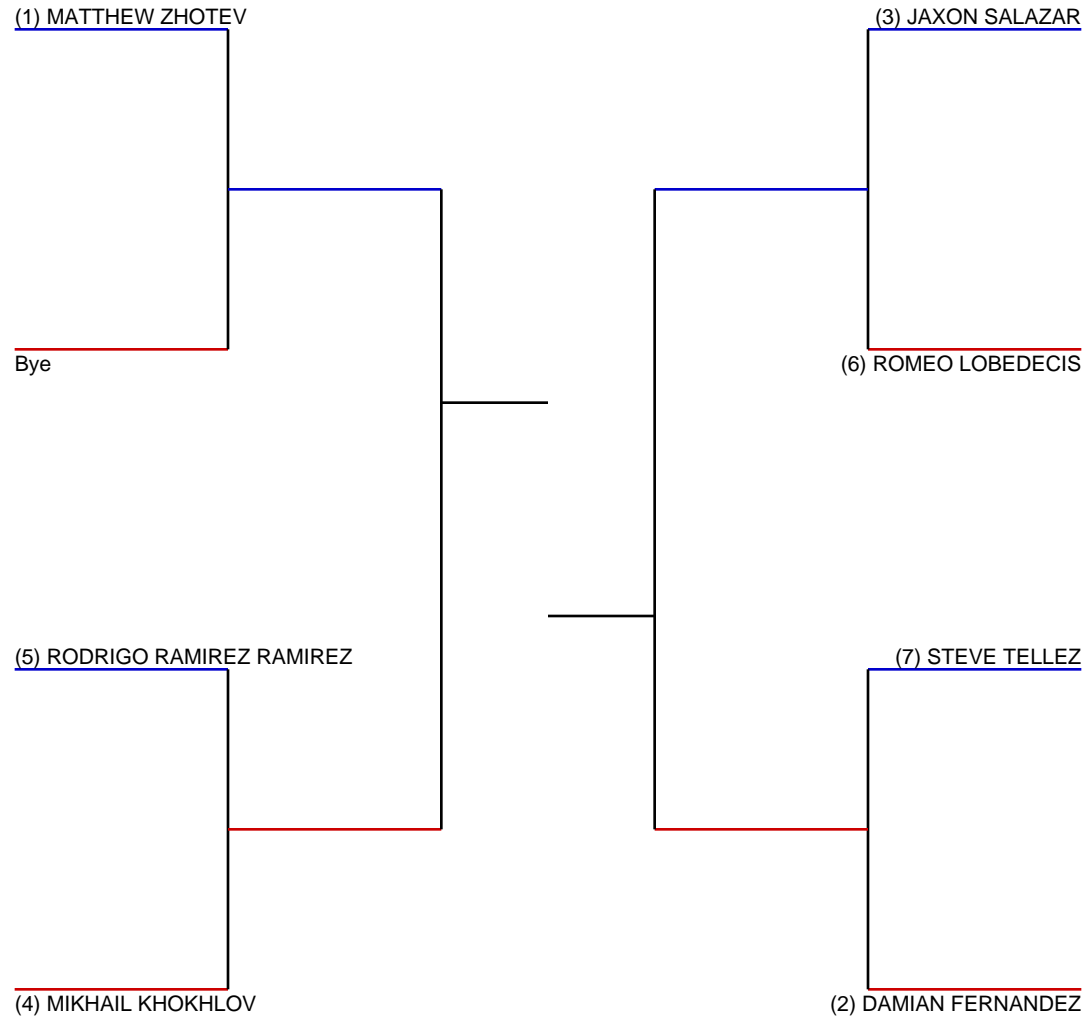 (1) MATTHEW ZHOTEV
(3) JAXON SALAZAR
Bye
(6) ROMEO LOBEDECIS
(5) RODRIGO RAMIREZ RAMIREZ
(7) STEVE TELLEZ
(4) MIKHAIL KHOKHLOV
(2) DAMIAN FERNANDEZ